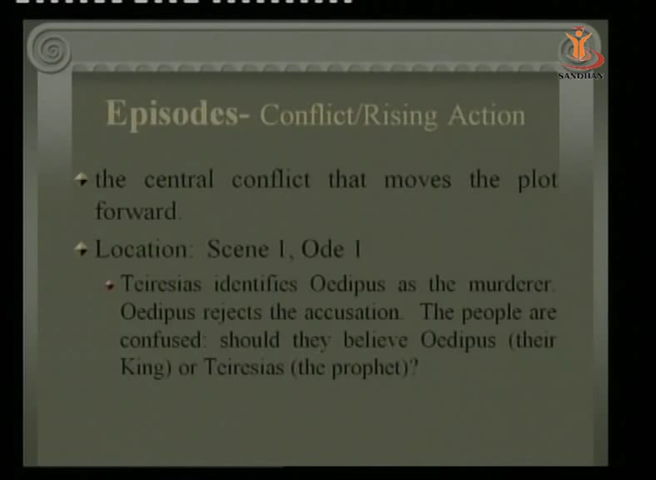 SANDHAN
Episodes- Conflict/Rising Action
the central conflict that moves the plot
forward.
Location: Scene 1, Ode 1
Teiresias identifies Oedipus as the murderer.
Oedipus rejects the accusation. The people are
confused: should they believe Oedipus (their
King) or Teiresias (the prophet)?